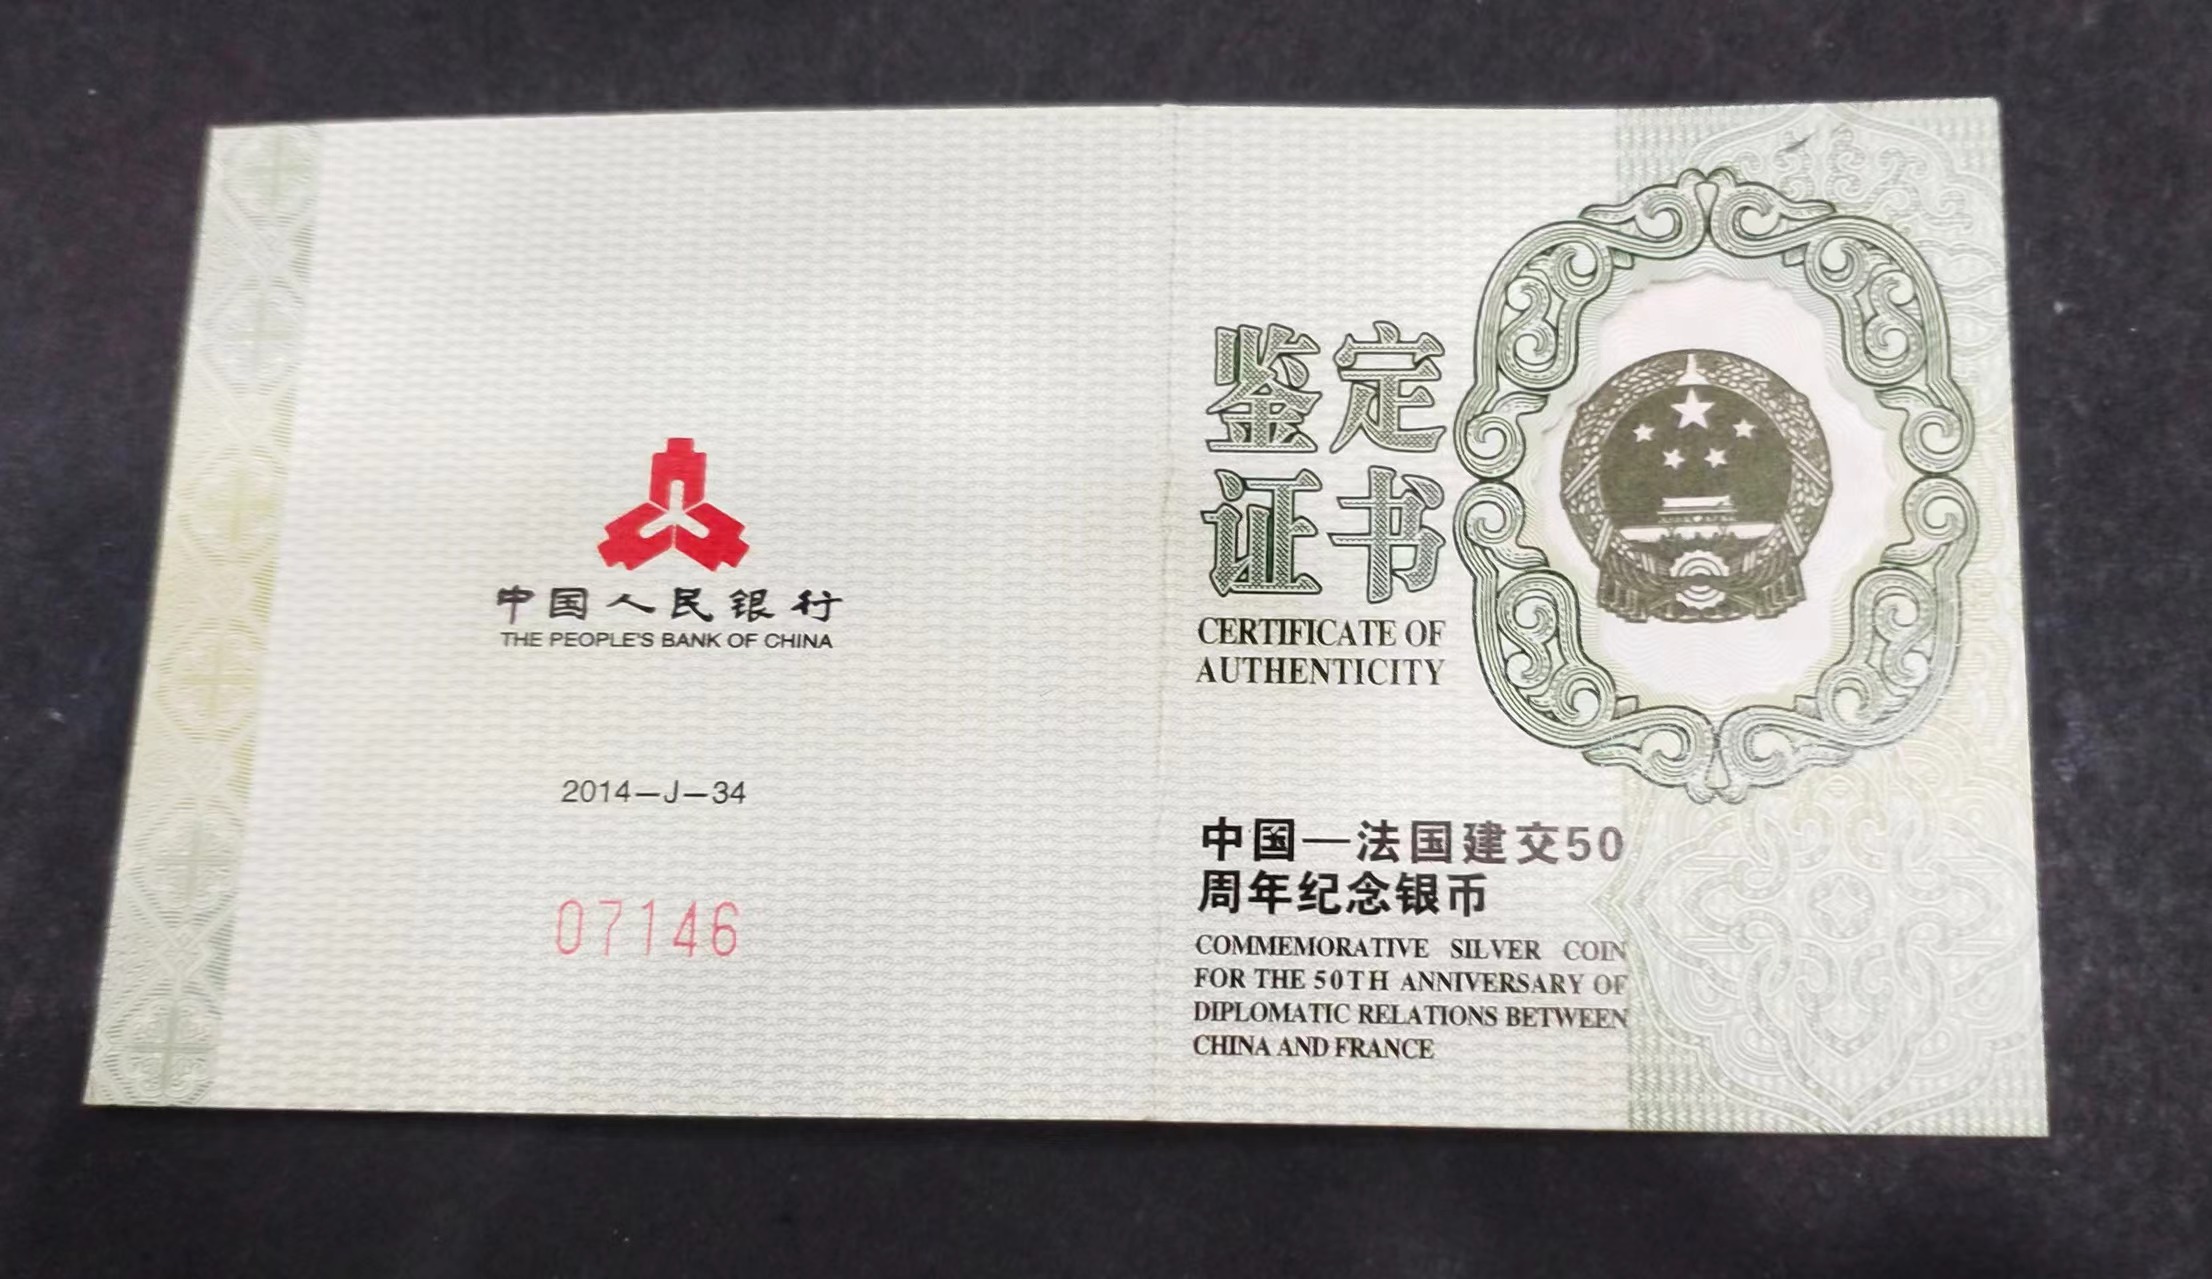 中国人民银行
THE PEOPLE'S BANK OF CHINA
2014—J—34
07146
鉴定
证书
CERTIFICATE OF
AUTHENTICITY
中国—法国建交50
周年纪念银币
COMMEMORATIVE SILVER COIN
FOR THE 50TH ANNIVERSARY OF
DIPLOMATIC RELATIONS BETWEEN
CHINA AND FRANCE